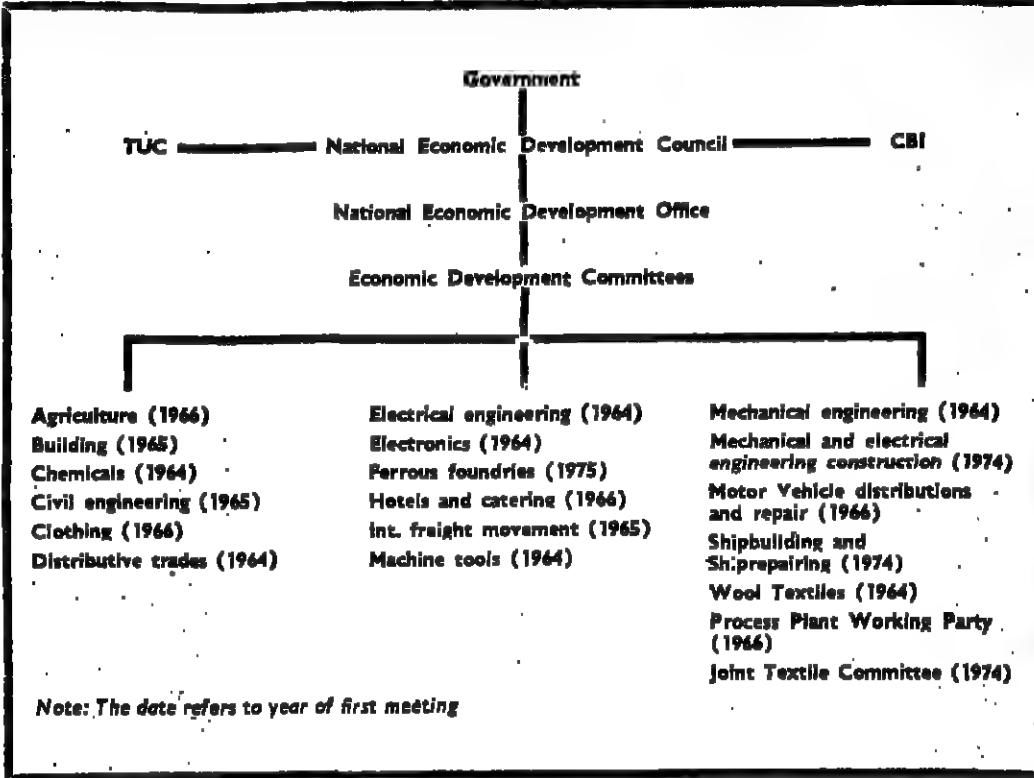 Government
TUC National Economic Development Council CBI
National Economic Development Office
Economic Development Committees
Agriculture (1966)
Building (1965)
Chemicals (1964)
Civil engineering (1965)
Clothing (1966)
Distributive trades (1964)
Electrical engineering (1964)
Electronics (1964)
Ferrous foundries (1975)
Hotels and catering (1966)
Int. freight movement (1965)
Machine tools (1964)
Mechanical engineering (1964)
Mechanical and electrical
engineering construction (1974)
Motor Vehicle distributions
and repair (1966)
Shipbuilding and
Shiprepairing (1974)
Wool Textiles (1964)
Process Plant Working Party
(1966)
Joint Textile Committee (1974)
Note: The date refers to year of first meeting